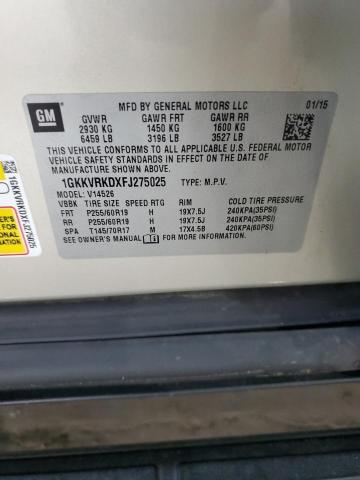 GM
MFD BY GENERAL MOTORS LLC 01/15
GVWR GAWR FRT GAWR RR
2930 KG 1450 KG 1600 KG
6459 LB 3196 LB 3527 LB
THIS VEHICLE CONFORMS TO ALL APPLICABLE U.S. FEDERAL MOTOR
VEHICLE SAFETY AND THEFT PREVENTION STANDARDS IN EFFECT ON THE DATE OF
MANUFACTURE SHOWN ABOVE.
1GKKVRKDXFJ275025 TYPE: M.P.V.
MODEL: V14526
VBBK TIRE SIZE SPEED RTG RIM COLD TIRE PRESSURE
FRT P255/60R19 H 19X7.5J 240KPA(35PSI)
RR P255/60R19 H 19X7.5J 240KPA(35PSI)
SPA T145/70R17 M 17X4.5B 420KPA(60PSI)
SEE OWNER'S MANUAL FOR MORE INFORMATION.
1GKKVRKDXFJ275025